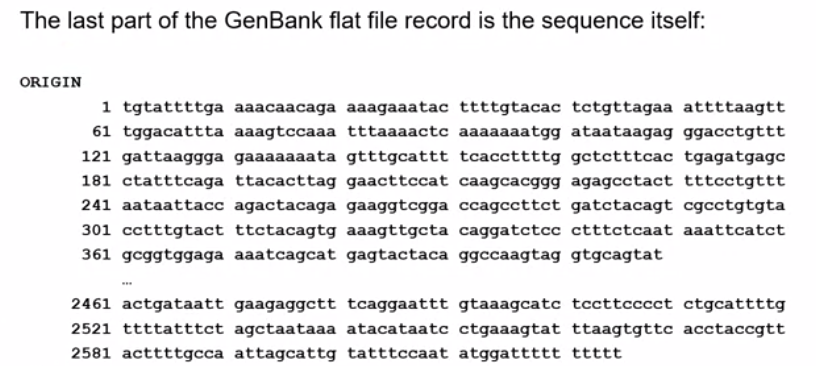 The last part of the GenBank flat file record is the sequence itself:
ORIGIN
1 tgtattttga aaacaacaga aaagaaatac ttttgtacac tctgttagaa attttaagtt
61 tggacattta aaagtccaaa tttaaaactc aaaaaaatgg ataataagag ggacctgttt
121 gattaaggga gaaaaaaata gtttgcattt tcaccttttg gctctttcac tgagatgagc
181 ctatttcaga ttacacttag gaacttccat caagcacggg agagcctact tttcctgttt
241 aataattacc agactacaga gaaggtcgga ccagccttct gatctacagt cgcctgtgta
301 cctttgtact ttctacagtg aaagttgcta caggatctcc ctttctcaat aaattcatct
361 gcggtggaga aaatcagcat gagtactaca ggccaagtag gtgcagtat
...
2461 actgataatt gaagaggctt tcaggaattt gtaaagcatc tccttcccct ctgcattttg
2521 ttttatttct agctaataaa atacataatc ctgaaagtat ttaagtgttc acctaccgtt
2581 acttttgcca attagcattg tatttccaat atggattttt ttttt